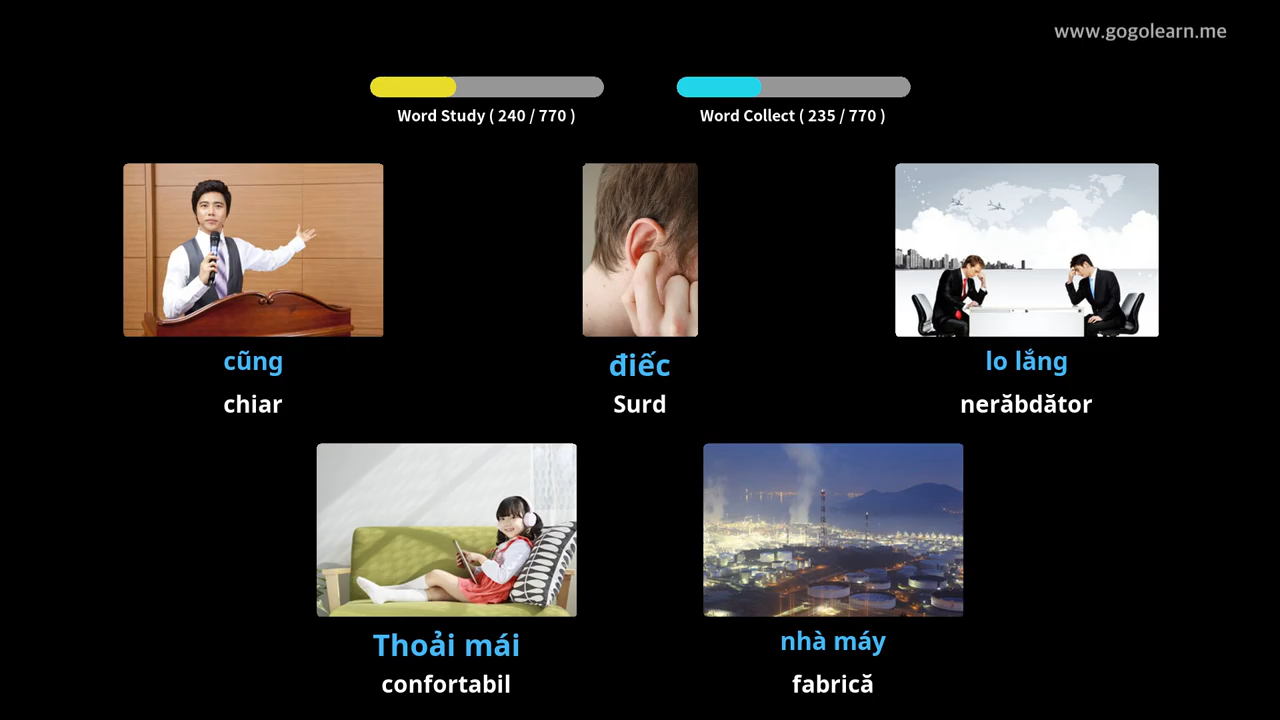 www.gogolearn.me
Word Study ( 240 / 770 )
Word Collect ( 235 / 770 )
cũng
chiar
điếc
Surd
lo lắng
nerăbdător
Thoải mái
confortabil
nhà máy
fabrică